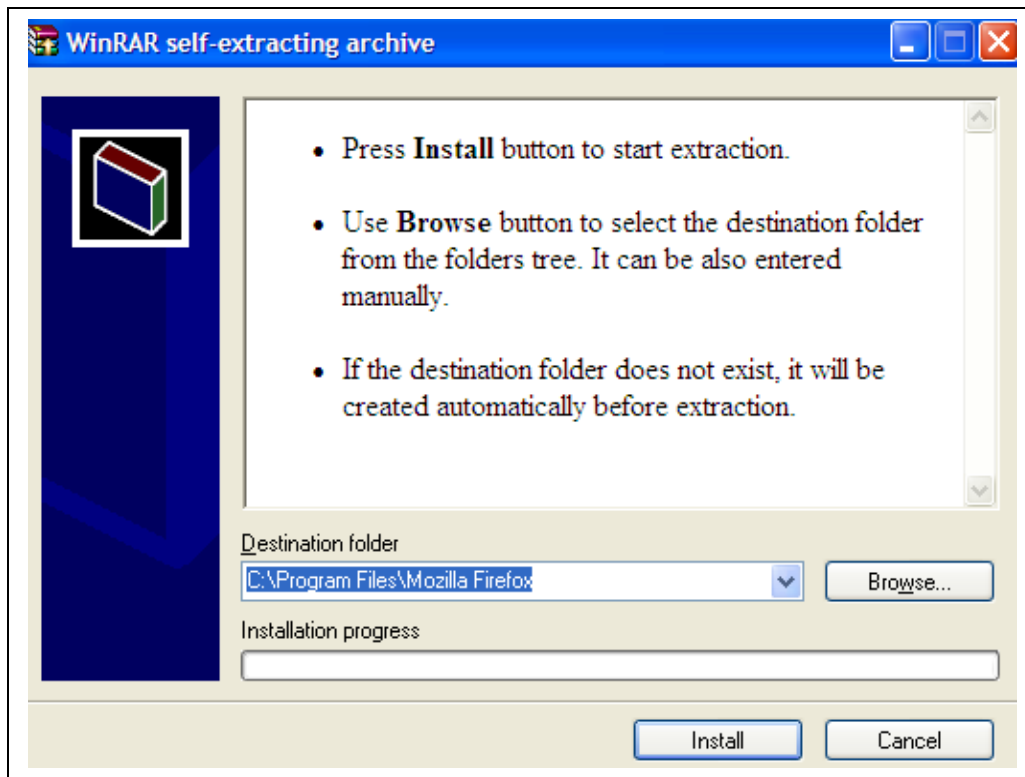 WinRAR self-extracting archive
• Press Install button to start extraction.
• Use Browse button to select the destination folder
from the folders tree. It can be also entered
manually.
• If the destination folder does not exist, it will be
created automatically before extraction.
Destination folder
C:\Program Files\Mozilla Firefox
Browse...
Installation progress
Install
Cancel